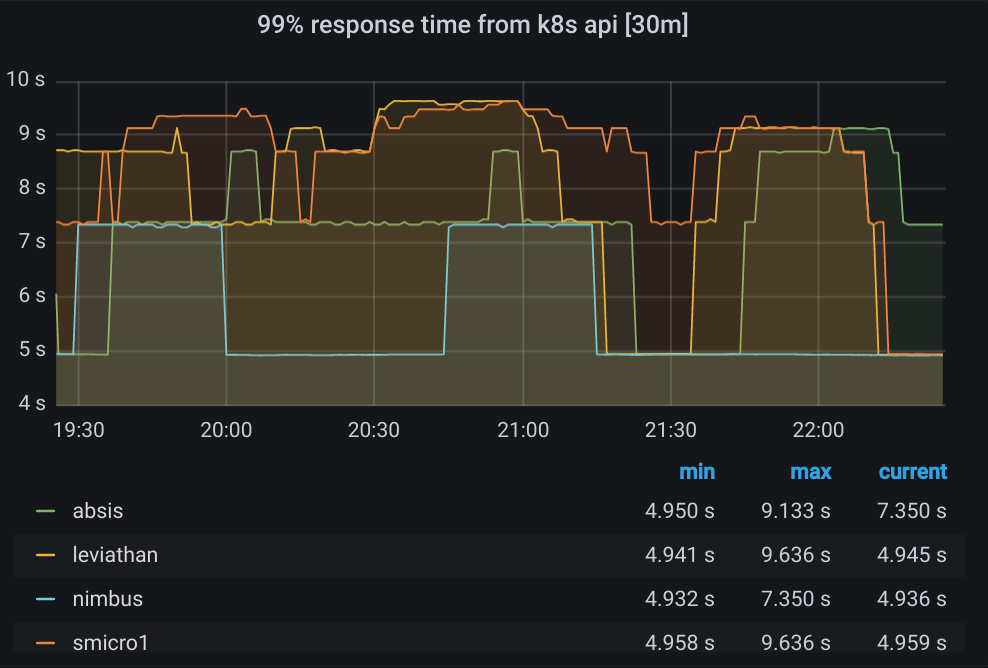 99% response time from k8s api [30m]
10 s
9 s
8 s
7 s
6 s
5 s
4 s
19:30 20:00 20:30 21:00 21:30 22:00
min max current
absis 4.950 s 9.133 s 7.350 s
leviathan 4.941 s 9.636 s 4.945 s
nimbus 4.932 s 7.350 s 4.936 s
smicro1 4.958 s 9.636 s 4.959 s